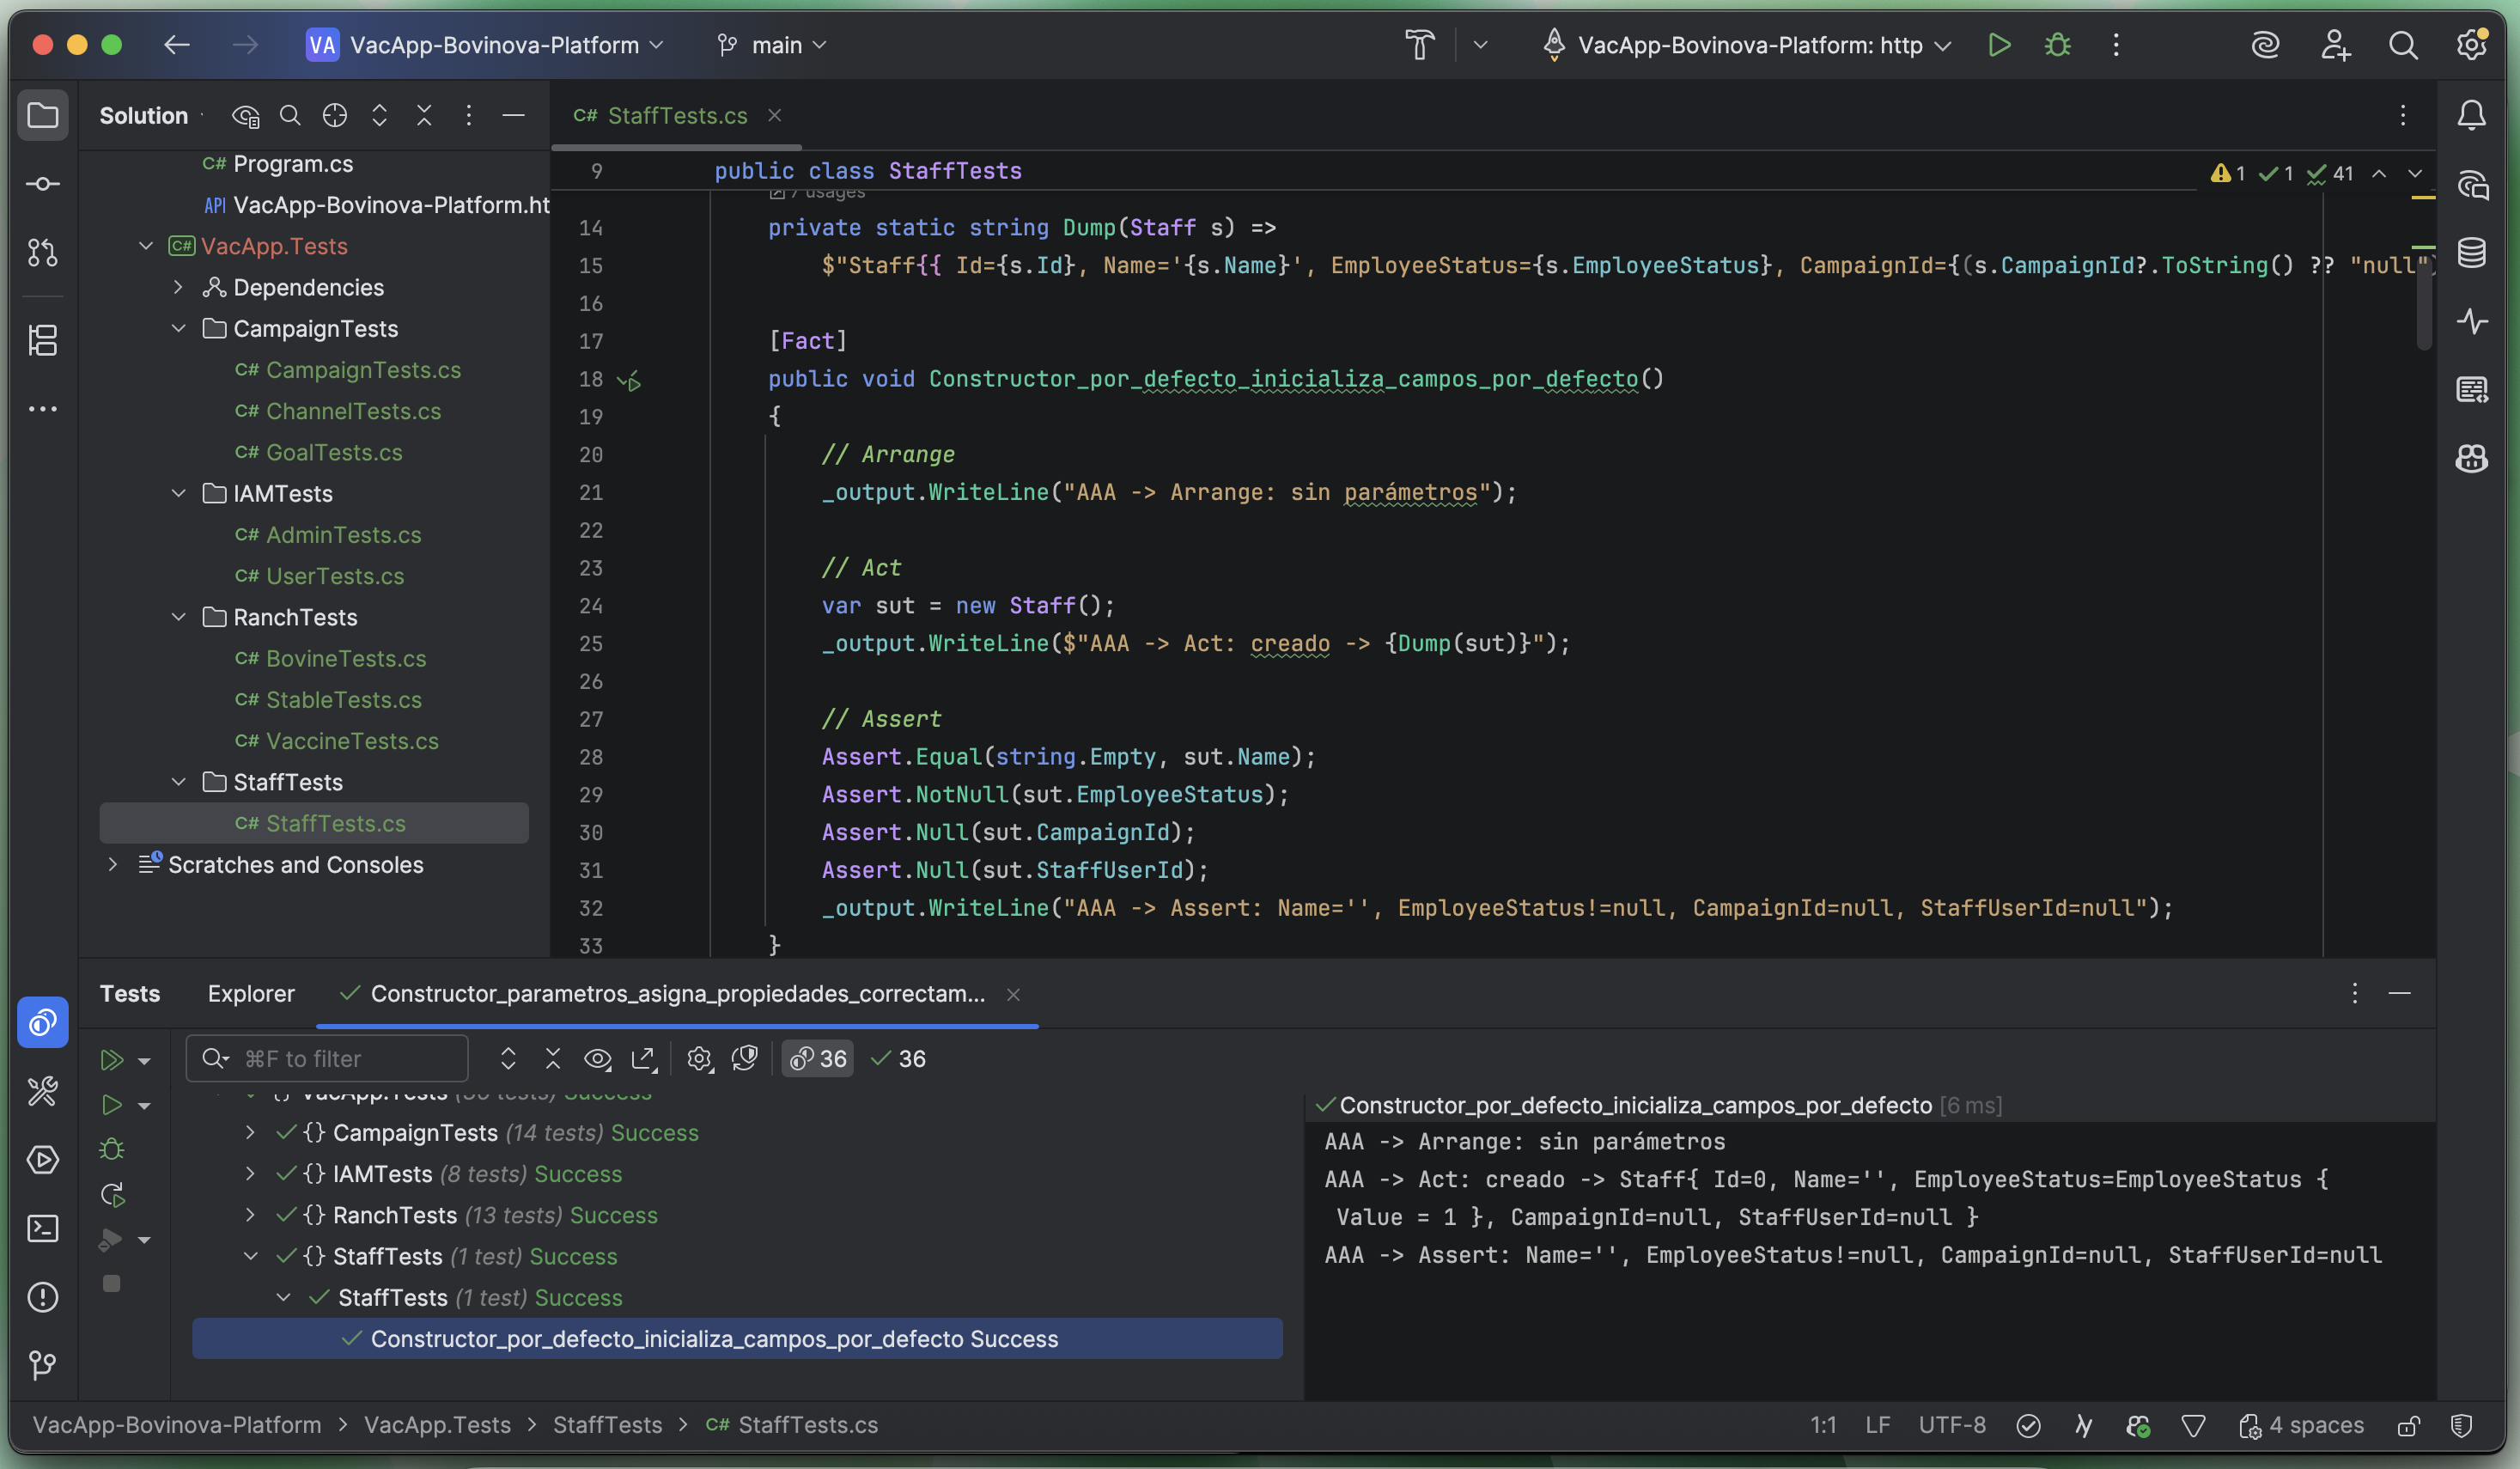 VA VacApp-Bovinova-Platform main VacApp-Bovinova-Platform: http
Solution
C# Program.cs
API VacApp-Bovinova-Platform.ht
C# VacApp.Tests
Dependencies
CampaignTests
C# CampaignTests.cs
C# ChannelTests.cs
C# GoalTests.cs
IAMTests
C# AdminTests.cs
C# UserTests.cs
RanchTests
C# BovineTests.cs
C# StableTests.cs
C# VaccineTests.cs
StaffTests
C# StaffTests.cs
Scratches and Consoles
C# StaffTests.cs
9 public class StaffTests
1 1 41
7 usages
14 private static string Dump(Staff s) =>
15 $"Staff{{ Id={s.Id}, Name='{s.Name}', EmployeeStatus={s.EmployeeStatus}, CampaignId={(s.CampaignId?.ToString() ?? "null")
16
17 [Fact]
18 public void Constructor_por_defecto_inicializa_campos_por_defecto()
19 {
20 // Arrange
21 _output.WriteLine("AAA -> Arrange: sin parámetros");
22
23 // Act
24 var sut = new Staff();
25 _output.WriteLine($"AAA -> Act: creado -> {Dump(sut)}");
26
27 // Assert
28 Assert.Equal(string.Empty, sut.Name);
29 Assert.NotNull(sut.EmployeeStatus);
30 Assert.Null(sut.CampaignId);
31 Assert.Null(sut.StaffUserId);
32 _output.WriteLine("AAA -> Assert: Name='', EmployeeStatus!=null, CampaignId=null, StaffUserId=null");
33 }
Tests Explorer Constructor_parametros_asigna_propiedades_correctam...
⌘F to filter 36 36
VacApp.Tests (36 tests) Success
{} CampaignTests (14 tests) Success
{} IAMTests (8 tests) Success
{} RanchTests (13 tests) Success
{} StaffTests (1 test) Success
StaffTests (1 test) Success
Constructor_por_defecto_inicializa_campos_por_defecto Success
Constructor_por_defecto_inicializa_campos_por_defecto [6 ms]
AAA -> Arrange: sin parámetros
AAA -> Act: creado -> Staff{ Id=0, Name='', EmployeeStatus=EmployeeStatus {
Value = 1 }, CampaignId=null, StaffUserId=null }
AAA -> Assert: Name='', EmployeeStatus!=null, CampaignId=null, StaffUserId=null
VacApp-Bovinova-Platform > VacApp.Tests > StaffTests > C# StaffTests.cs
1:1 LF UTF-8 4 spaces